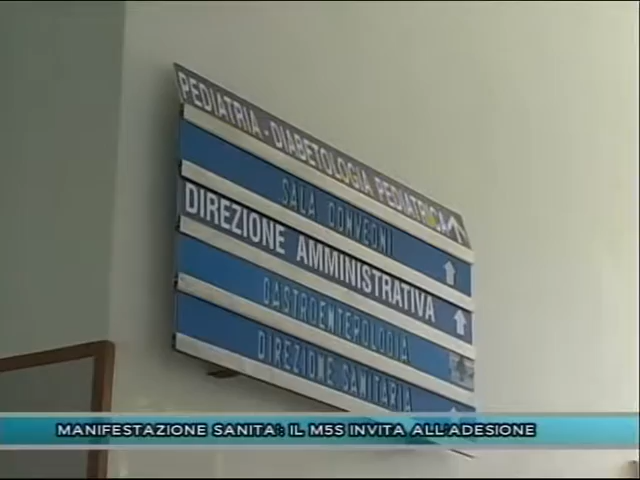 PEDIATRIA - DIABETOLOGIA PEDIATRICA
SALA CONVEGNI
DIREZIONE AMMINISTRATIVA
GASTROENTEROLOGIA
DIREZIONE SANITARIA
MANIFESTAZIONE SANITA': IL M5S INVITA ALL'ADESIONE